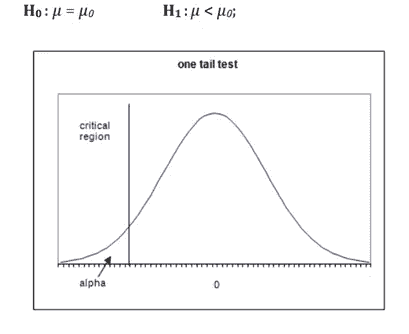 H₀ : μ = μ₀ H₁ : μ < μ₀;
one tail test
critical
region
alpha
0